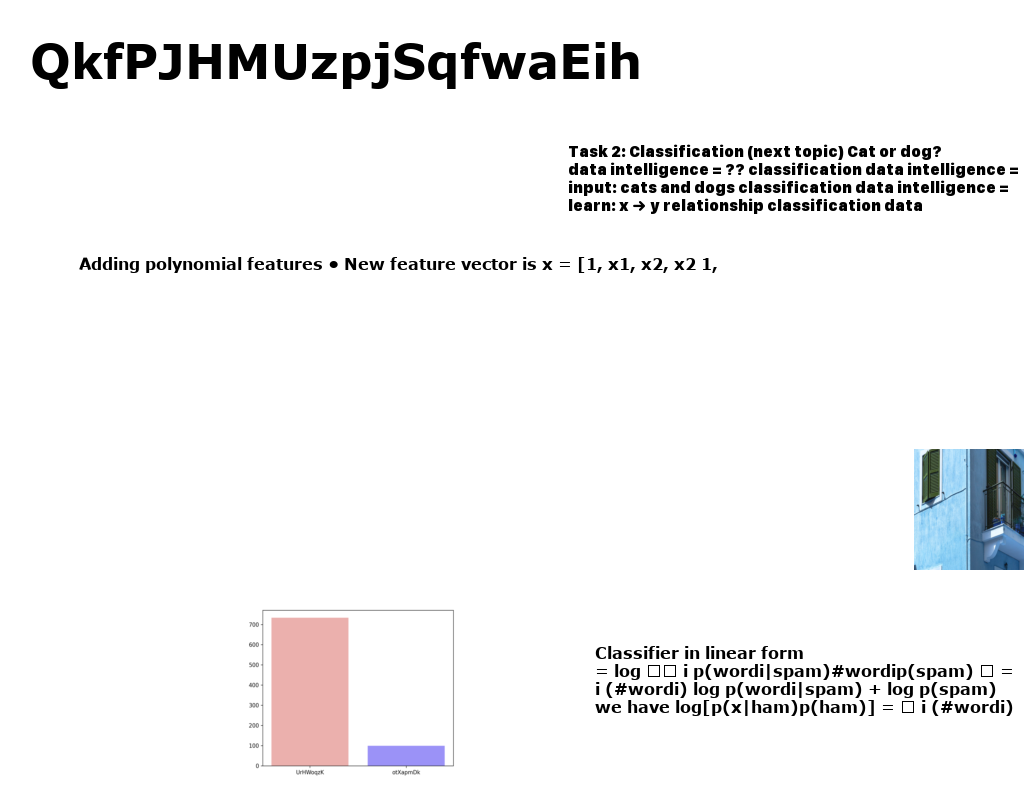 QkfPJHMUzpjSqfwaEih
Task 2: Classification (next topic) Cat or dog?
data intelligence = ?? classification data intelligence =
input: cats and dogs classification data intelligence =
learn: x → y relationship classification data
Adding polynomial features • New feature vector is x = [1, x1, x2, x2 1,
700
600
500
400
300
200
100
0
UrHWoqzK
otXapmDk
Classifier in linear form
= log □□ i p(wordi|spam)#wordip(spam) □ =
i (#wordi) log p(wordi|spam) + log p(spam)
we have log[p(x|ham)p(ham)] = □ i (#wordi)